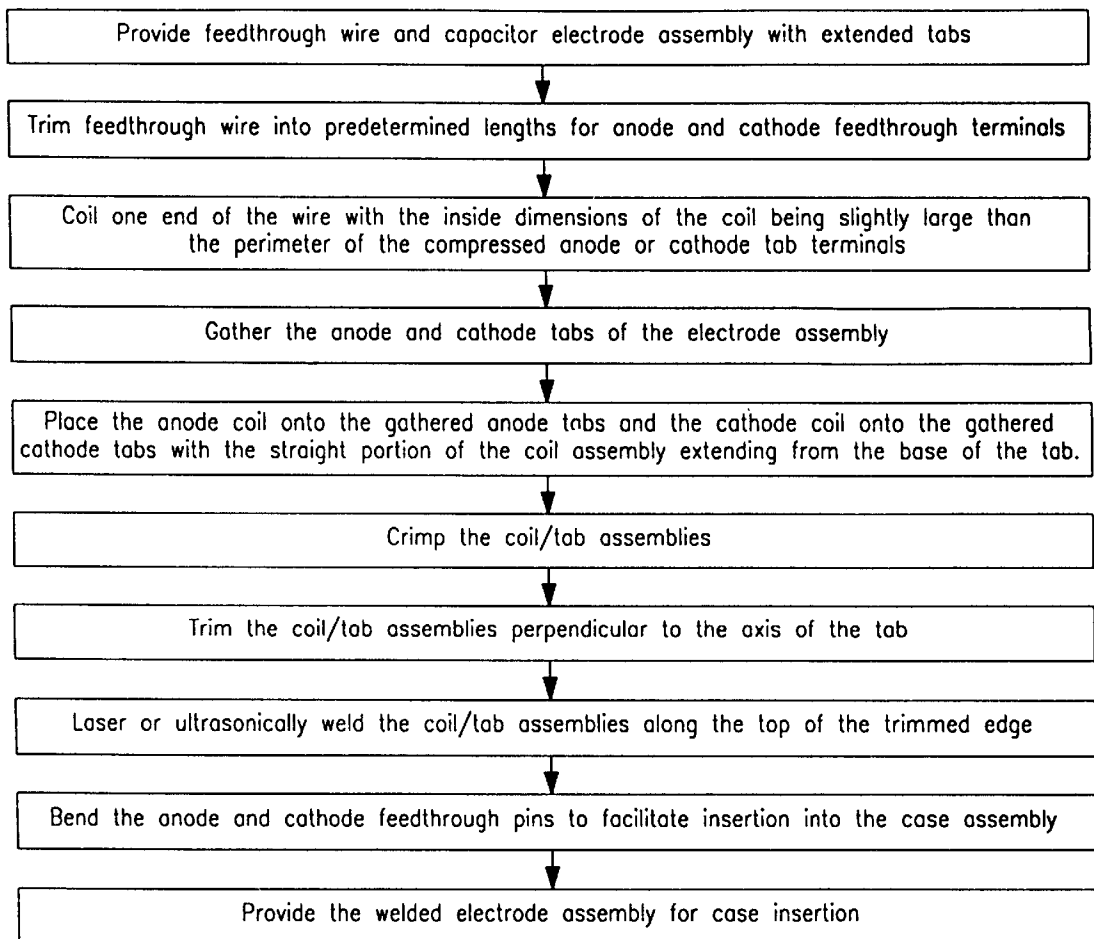 Provide feedthrough wire and capacitor electrode assembly with extended tabs
Trim feedthrough wire into predetermined lengths for anode and cathode feedthrough terminals
Coil one end of the wire with the inside dimensions of the coil being slightly large than
the perimeter of the compressed anode or cathode tab terminals
Gather the anode and cathode tabs of the electrode assembly
Place the anode coil onto the gathered anode tabs and the cathode coil onto the gathered
cathode tabs with the straight portion of the coil assembly extending from the base of the tab.
Crimp the coil/tab assemblies
Trim the coil/tab assemblies perpendicular to the axis of the tab
Laser or ultrasonically weld the coil/tab assemblies along the top of the trimmed edge
Bend the anode and cathode feedthrough pins to facilitate insertion into the case assembly
Provide the welded electrode assembly for case insertion